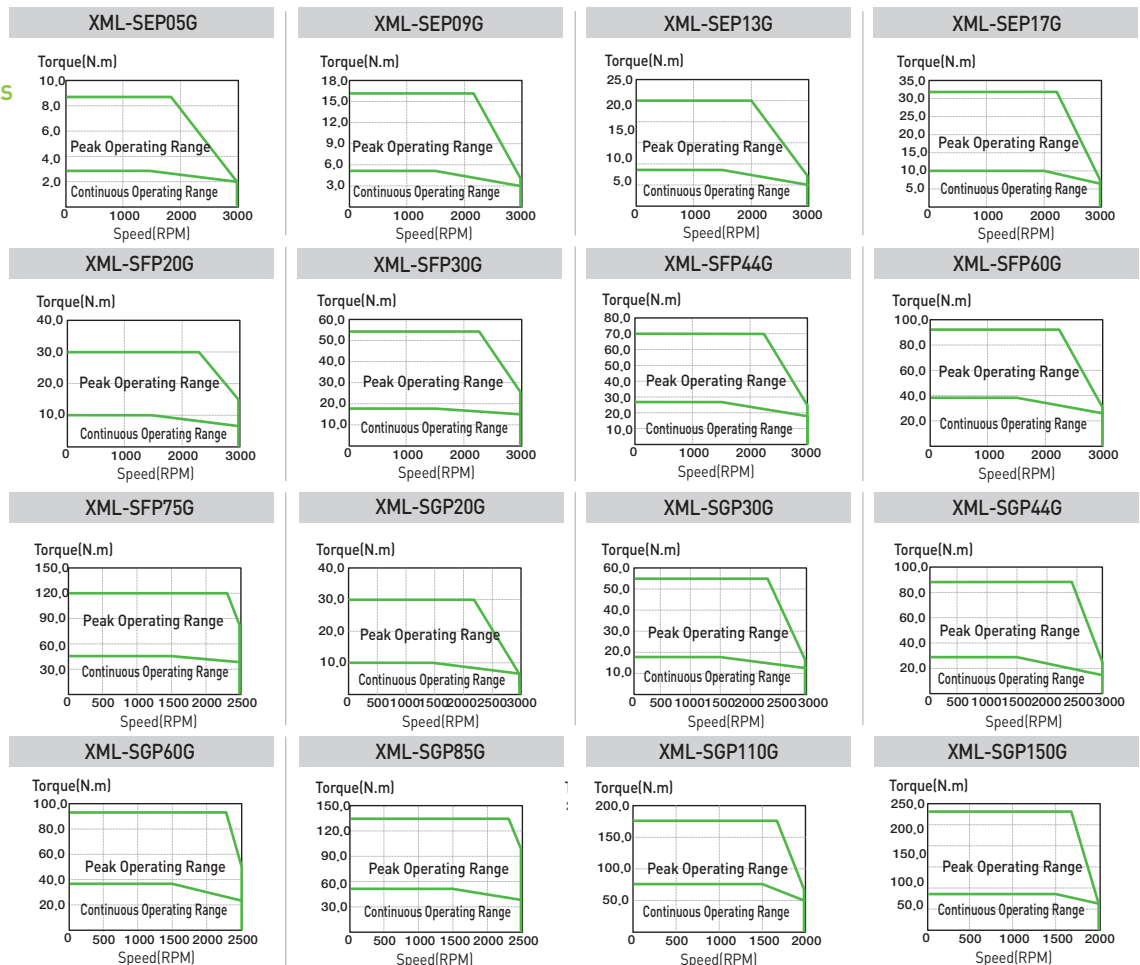 XML-SEP05G XML-SEP09G XML-SEP13G XML-SEP17G
s
Torque(N.m) Torque(N.m) Torque(N.m) Torque(N.m)
10,0 18,0 25,0 35,0
8,0 15,0 20,0 30,0
6,0 12,0 15,0 25,0
4,0 9,0 10,0 20,0
2,0 6,0 5,0 15,0
3,0 10,0
5,0
Peak Operating Range Peak Operating Range Peak Operating Range Peak Operating Range
Continuous Operating Range Continuous Operating Range Continuous Operating Range Continuous Operating Range
0 1000 2000 3000 0 1000 2000 3000 0 1000 2000 3000 0 1000 2000 3000
Speed(RPM) Speed(RPM) Speed(RPM) Speed(RPM)
XML-SFP20G XML-SFP30G XML-SFP44G XML-SFP60G
Torque(N.m) Torque(N.m) Torque(N.m) Torque(N.m)
40,0 60,0 80,0 100,0
30,0 50,0 70,0 80,0
20,0 40,0 60,0 60,0
10,0 30,0 50,0 40,0
20,0 40,0 20,0
10,0 30,0
20,0
10,0
Peak Operating Range Peak Operating Range Peak Operating Range Peak Operating Range
Continuous Operating Range Continuous Operating Range Continuous Operating Range Continuous Operating Range
0 1000 2000 3000 0 1000 2000 3000 0 1000 2000 3000 0 1000 2000 3000
Speed(RPM) Speed(RPM) Speed(RPM) Speed(RPM)
XML-SFP75G XML-SGP20G XML-SGP30G XML-SGP44G
Torque(N.m) Torque(N.m) Torque(N.m) Torque(N.m)
150,0 40,0 60,0 100,0
120,0 30,0 50,0 80,0
90,0 20,0 40,0 60,0
60,0 10,0 30,0 40,0
30,0 20,0 20,0
10,0
Peak Operating Range Peak Operating Range Peak Operating Range Peak Operating Range
Continuous Operating Range Continuous Operating Range Continuous Operating Range Continuous Operating Range
0 500 1000 1500 2000 2500 0 500 1000 1500 2000 2500 3000 0 500 1000 1500 2000 2500 3000 0 500 1000 1500 2000 2500 3000
Speed(RPM) Speed(RPM) Speed(RPM) Speed(RPM)
XML-SGP60G XML-SGP85G XML-SGP110G XML-SGP150G
Torque(N.m) Torque(N.m) Torque(N.m) Torque(N.m)
100,0 150,0 200,0 250,0
80,0 120,0 150,0 200,0
60,0 90,0 100,0 150,0
40,0 60,0 50,0 100,0
20,0 30,0 50,0
Peak Operating Range Peak Operating Range Peak Operating Range Peak Operating Range
Continuous Operating Range Continuous Operating Range Continuous Operating Range Continuous Operating Range
0 500 1000 1500 2000 2500 0 500 1000 1500 2000 2500 0 500 1000 1500 2000 0 500 1000 1500 2000
Speed(RPM) Speed(RPM) Speed(RPM) Speed(RPM)